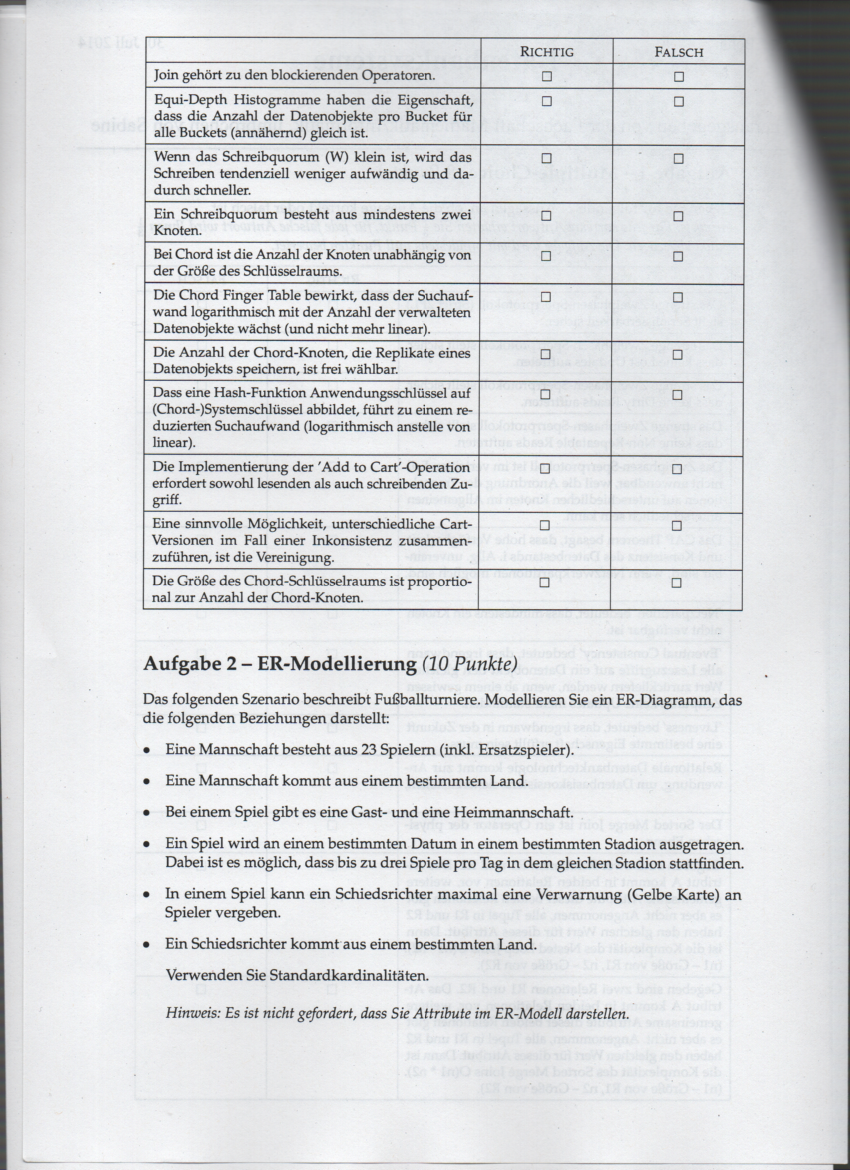 RICHTIG FALSCH
Join gehört zu den blockierenden Operatoren. ☐ ☐
Equi-Depth Histogramme haben die Eigenschaft, ☐ ☐
dass die Anzahl der Datenobjekte pro Bucket für
alle Buckets (annähernd) gleich ist.
Wenn das Schreibquorum (W) klein ist, wird das ☐ ☐
Schreiben tendenziell weniger aufwändig und da-
durch schneller.
Ein Schreibquorum besteht aus mindestens zwei ☐ ☐
Knoten.
Bei Chord ist die Anzahl der Knoten unabhängig von ☐ ☐
der Größe des Schlüsselraums.
Die Chord Finger Table bewirkt, dass der Suchauf- ☐ ☐
wand logarithmisch mit der Anzahl der verwalteten
Datenobjekte wächst (und nicht mehr linear).
Die Anzahl der Chord-Knoten, die Replikate eines ☐ ☐
Datenobjekts speichern, ist frei wählbar.
Dass eine Hash-Funktion Anwendungsschlüssel auf ☐ ☐
(Chord-)Systemschlüssel abbildet, führt zu einem re-
duzierten Suchaufwand (logarithmisch anstelle von
linear).
Die Implementierung der 'Add to Cart'-Operation ☐ ☐
erfordert sowohl lesenden als auch schreibenden Zu-
griff.
Eine sinnvolle Möglichkeit, unterschiedliche Cart- ☐ ☐
Versionen im Fall einer Inkonsistenz zusammen-
zuführen, ist die Vereinigung.
Die Größe des Chord-Schlüsselraums ist proportio- ☐ ☐
nal zur Anzahl der Chord-Knoten.
Aufgabe 2 – ER-Modellierung (10 Punkte)
Das folgenden Szenario beschreibt Fußballturniere. Modellieren Sie ein ER-Diagramm, das
die folgenden Beziehungen darstellt:
• Eine Mannschaft besteht aus 23 Spielern (inkl. Ersatzspieler).
• Eine Mannschaft kommt aus einem bestimmten Land.
• Bei einem Spiel gibt es eine Gast- und eine Heimmannschaft.
• Ein Spiel wird an einem bestimmten Datum in einem bestimmten Stadion ausgetragen.
Dabei ist es möglich, dass bis zu drei Spiele pro Tag in dem gleichen Stadion stattfinden.
• In einem Spiel kann ein Schiedsrichter maximal eine Verwarnung (Gelbe Karte) an
Spieler vergeben.
• Ein Schiedsrichter kommt aus einem bestimmten Land.
Verwenden Sie Standardkardinalitäten.
Hinweis: Es ist nicht gefordert, dass Sie Attribute im ER-Modell darstellen.